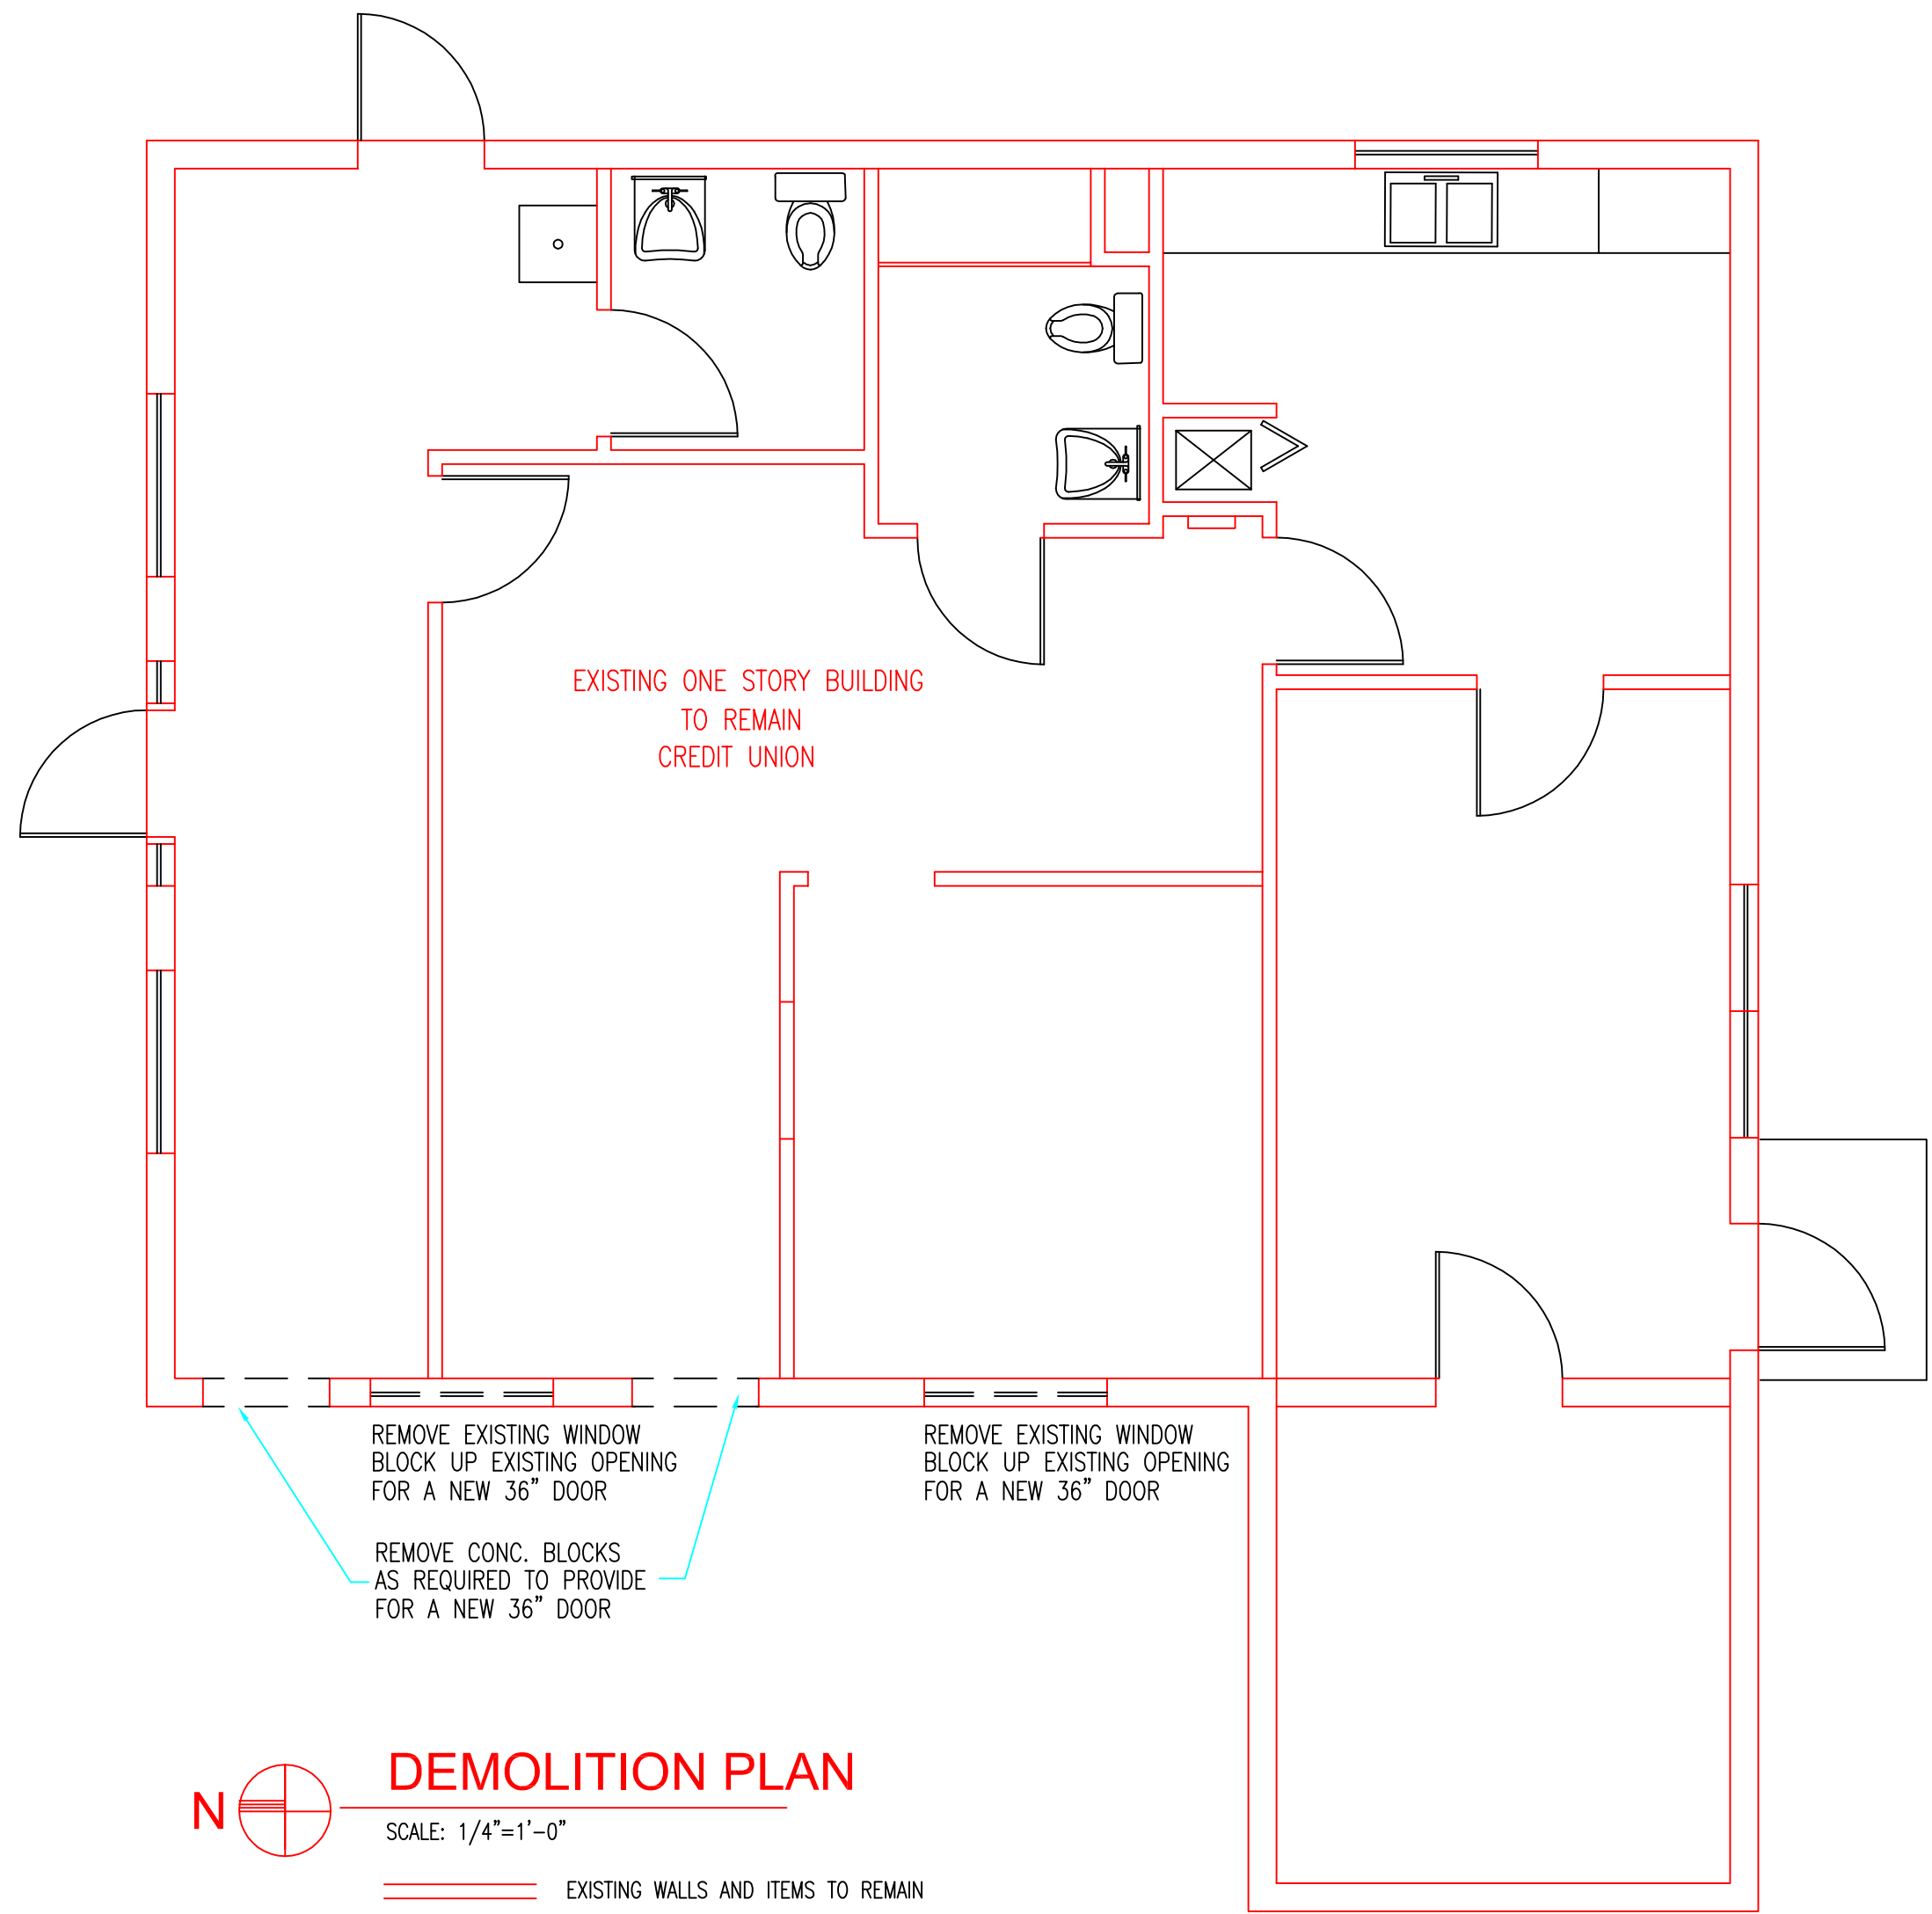 EXISTING ONE STORY BUILDING
TO REMAIN
CREDIT UNION
REMOVE EXISTING WINDOW
BLOCK UP EXISTING OPENING
FOR A NEW 36" DOOR
REMOVE EXISTING WINDOW
BLOCK UP EXISTING OPENING
FOR A NEW 36" DOOR
REMOVE CONC. BLOCKS
AS REQUIRED TO PROVIDE
FOR A NEW 36" DOOR
N
DEMOLITION PLAN
SCALE: 1/4"=1'-0"
EXISTING WALLS AND ITEMS TO REMAIN